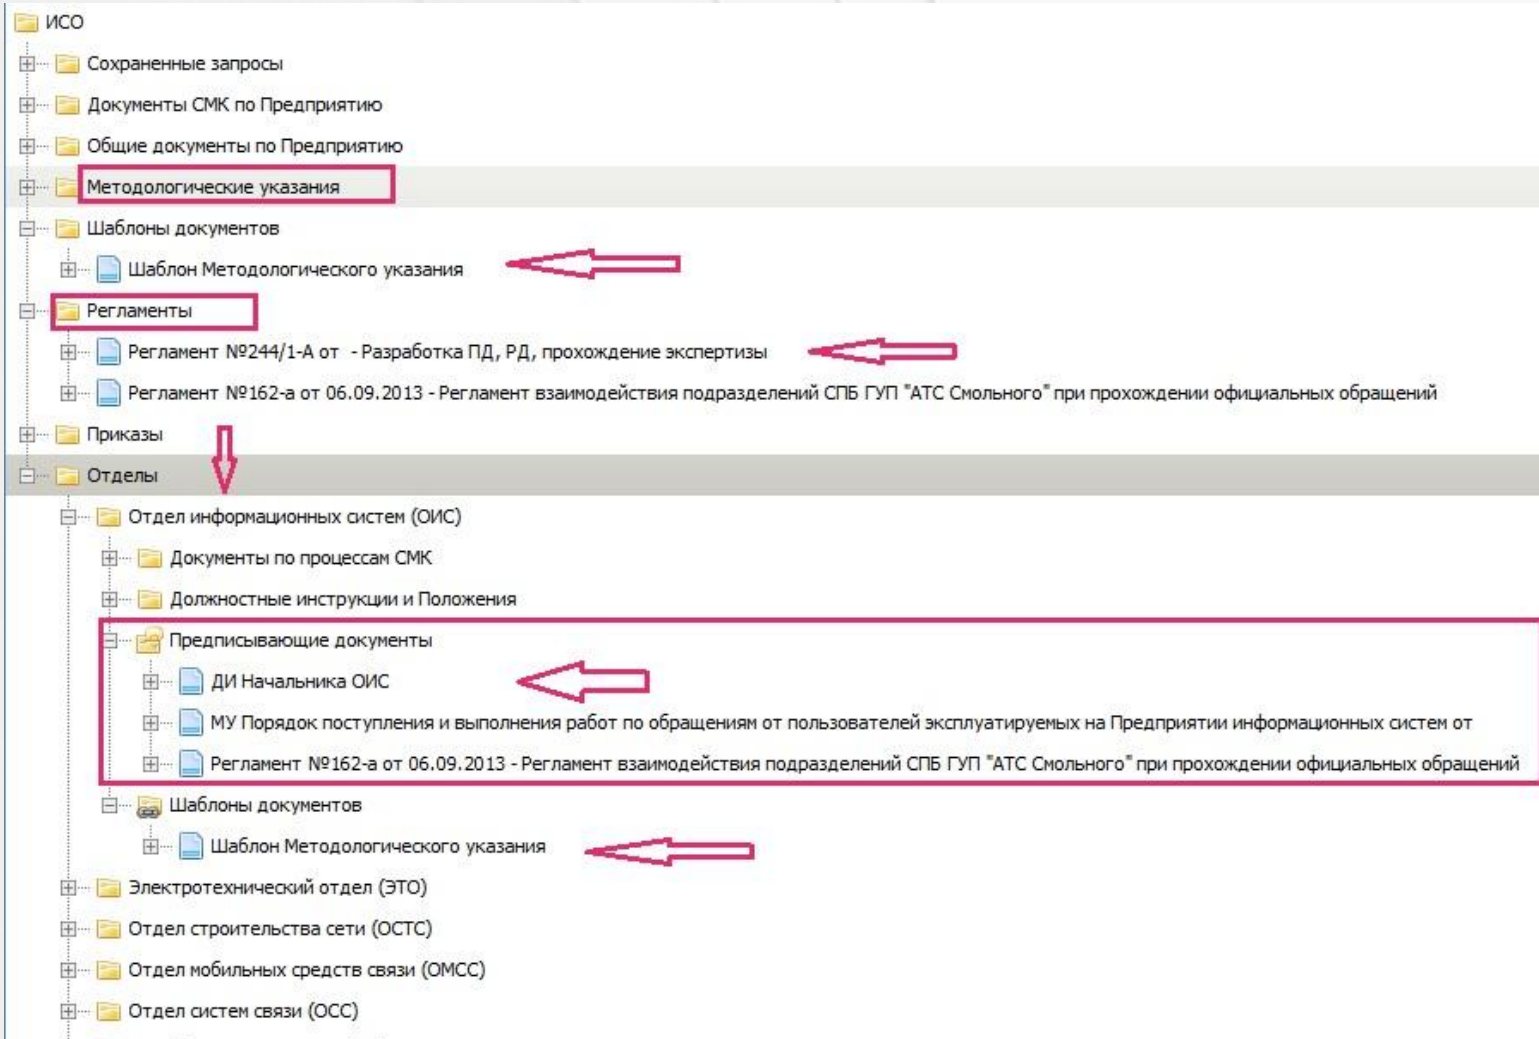 ИСО
Сохраненные запросы
Документы СМК по Предприятию
Общие документы по Предприятию
Методологические указания
Шаблоны документов
Шаблон Методологического указания
Регламенты
Регламент №244/1-А от - Разработка ПД, РД, прохождение экспертизы
Регламент №162-а от 06.09.2013 - Регламент взаимодействия подразделений СПБ ГУП "АТС Смольного" при прохождении официальных обращений
Приказы
Отделы
Отдел информационных систем (ОИС)
Документы по процессам СМК
Должностные инструкции и Положения
Предписывающие документы
ДИ Начальника ОИС
МУ Порядок поступления и выполнения работ по обращениям от пользователей эксплуатируемых на Предприятии информационных систем от
Регламент №162-а от 06.09.2013 - Регламент взаимодействия подразделений СПБ ГУП "АТС Смольного" при прохождении официальных обращений
Шаблоны документов
Шаблон Методологического указания
Электротехнический отдел (ЭТО)
Отдел строительства сети (ОСТС)
Отдел мобильных средств связи (ОМСС)
Отдел систем связи (ОСС)